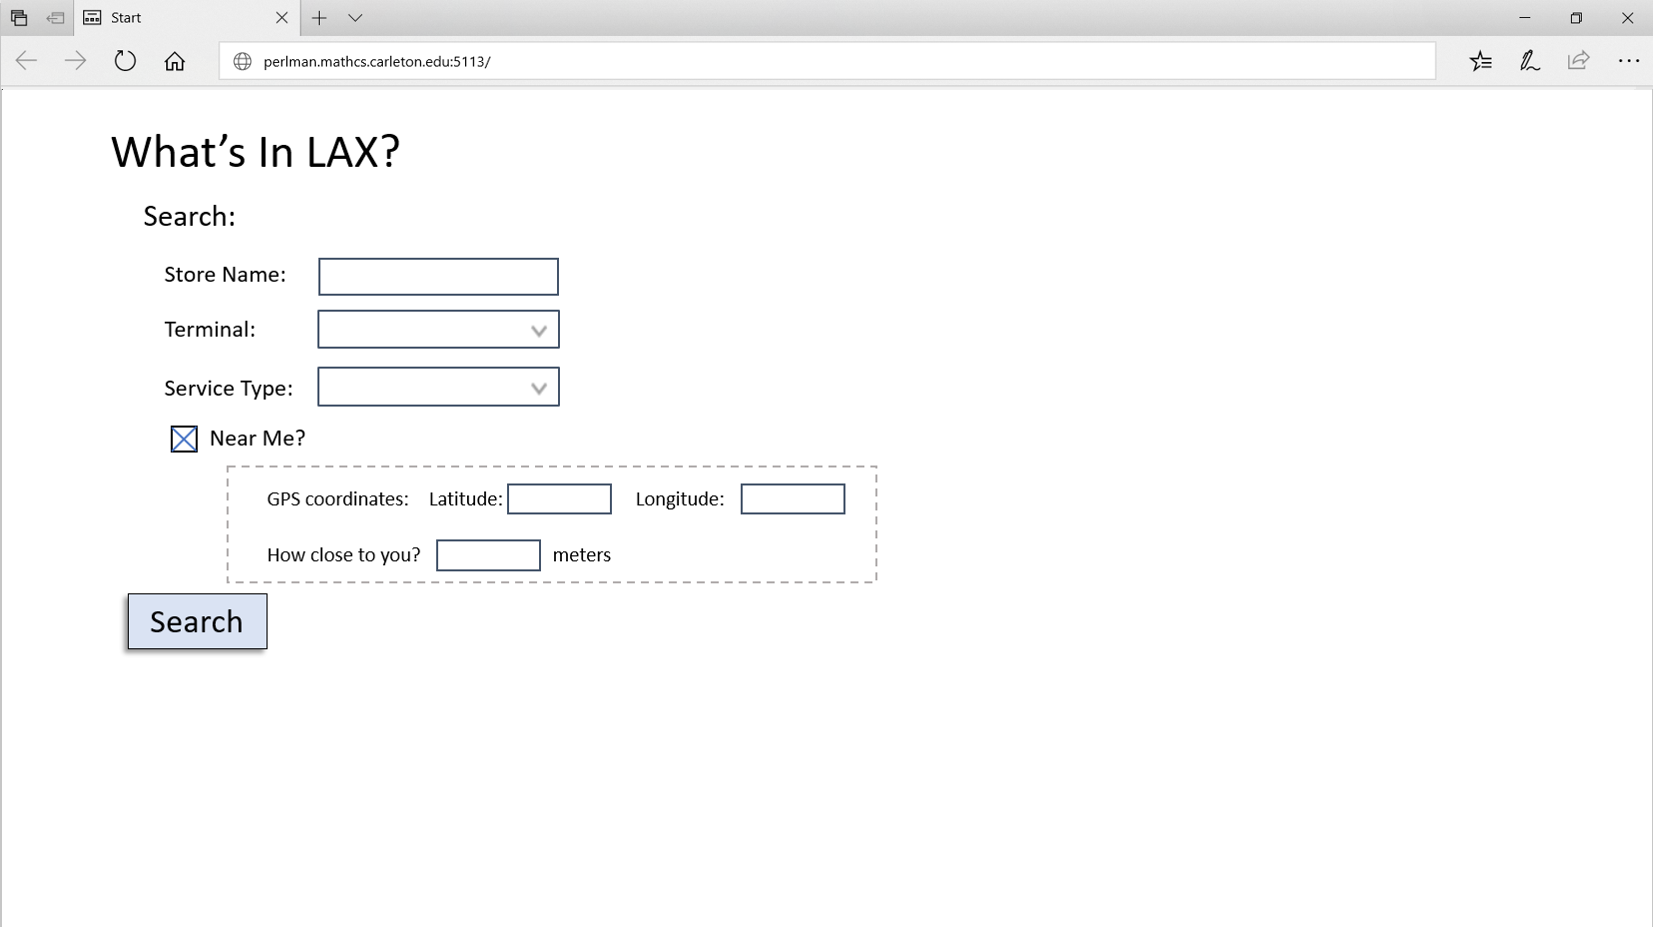 Start
perlman.mathcs.carleton.edu:5113/
What's In LAX?
Search:
Store Name:
Terminal:
Service Type:
Near Me?
GPS coordinates: Latitude: Longitude:
How close to you? meters
Search